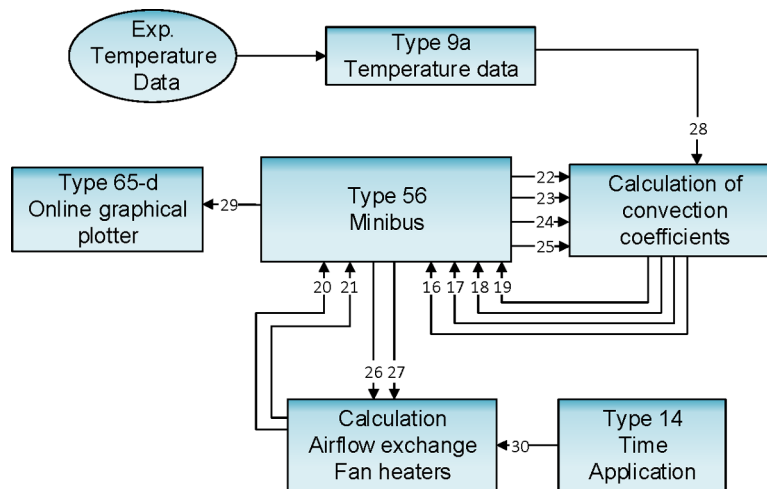 Exp.
Temperature
Data
Type 9a
Temperature data
28
Type 65-d
Online graphical
plotter
29
Type 56
Minibus
22
23
24
25
Calculation of
convection
coefficients
20
21
16
17
18
19
26
27
Calculation
Airflow exchange
Fan heaters
30
Type 14
Time
Application